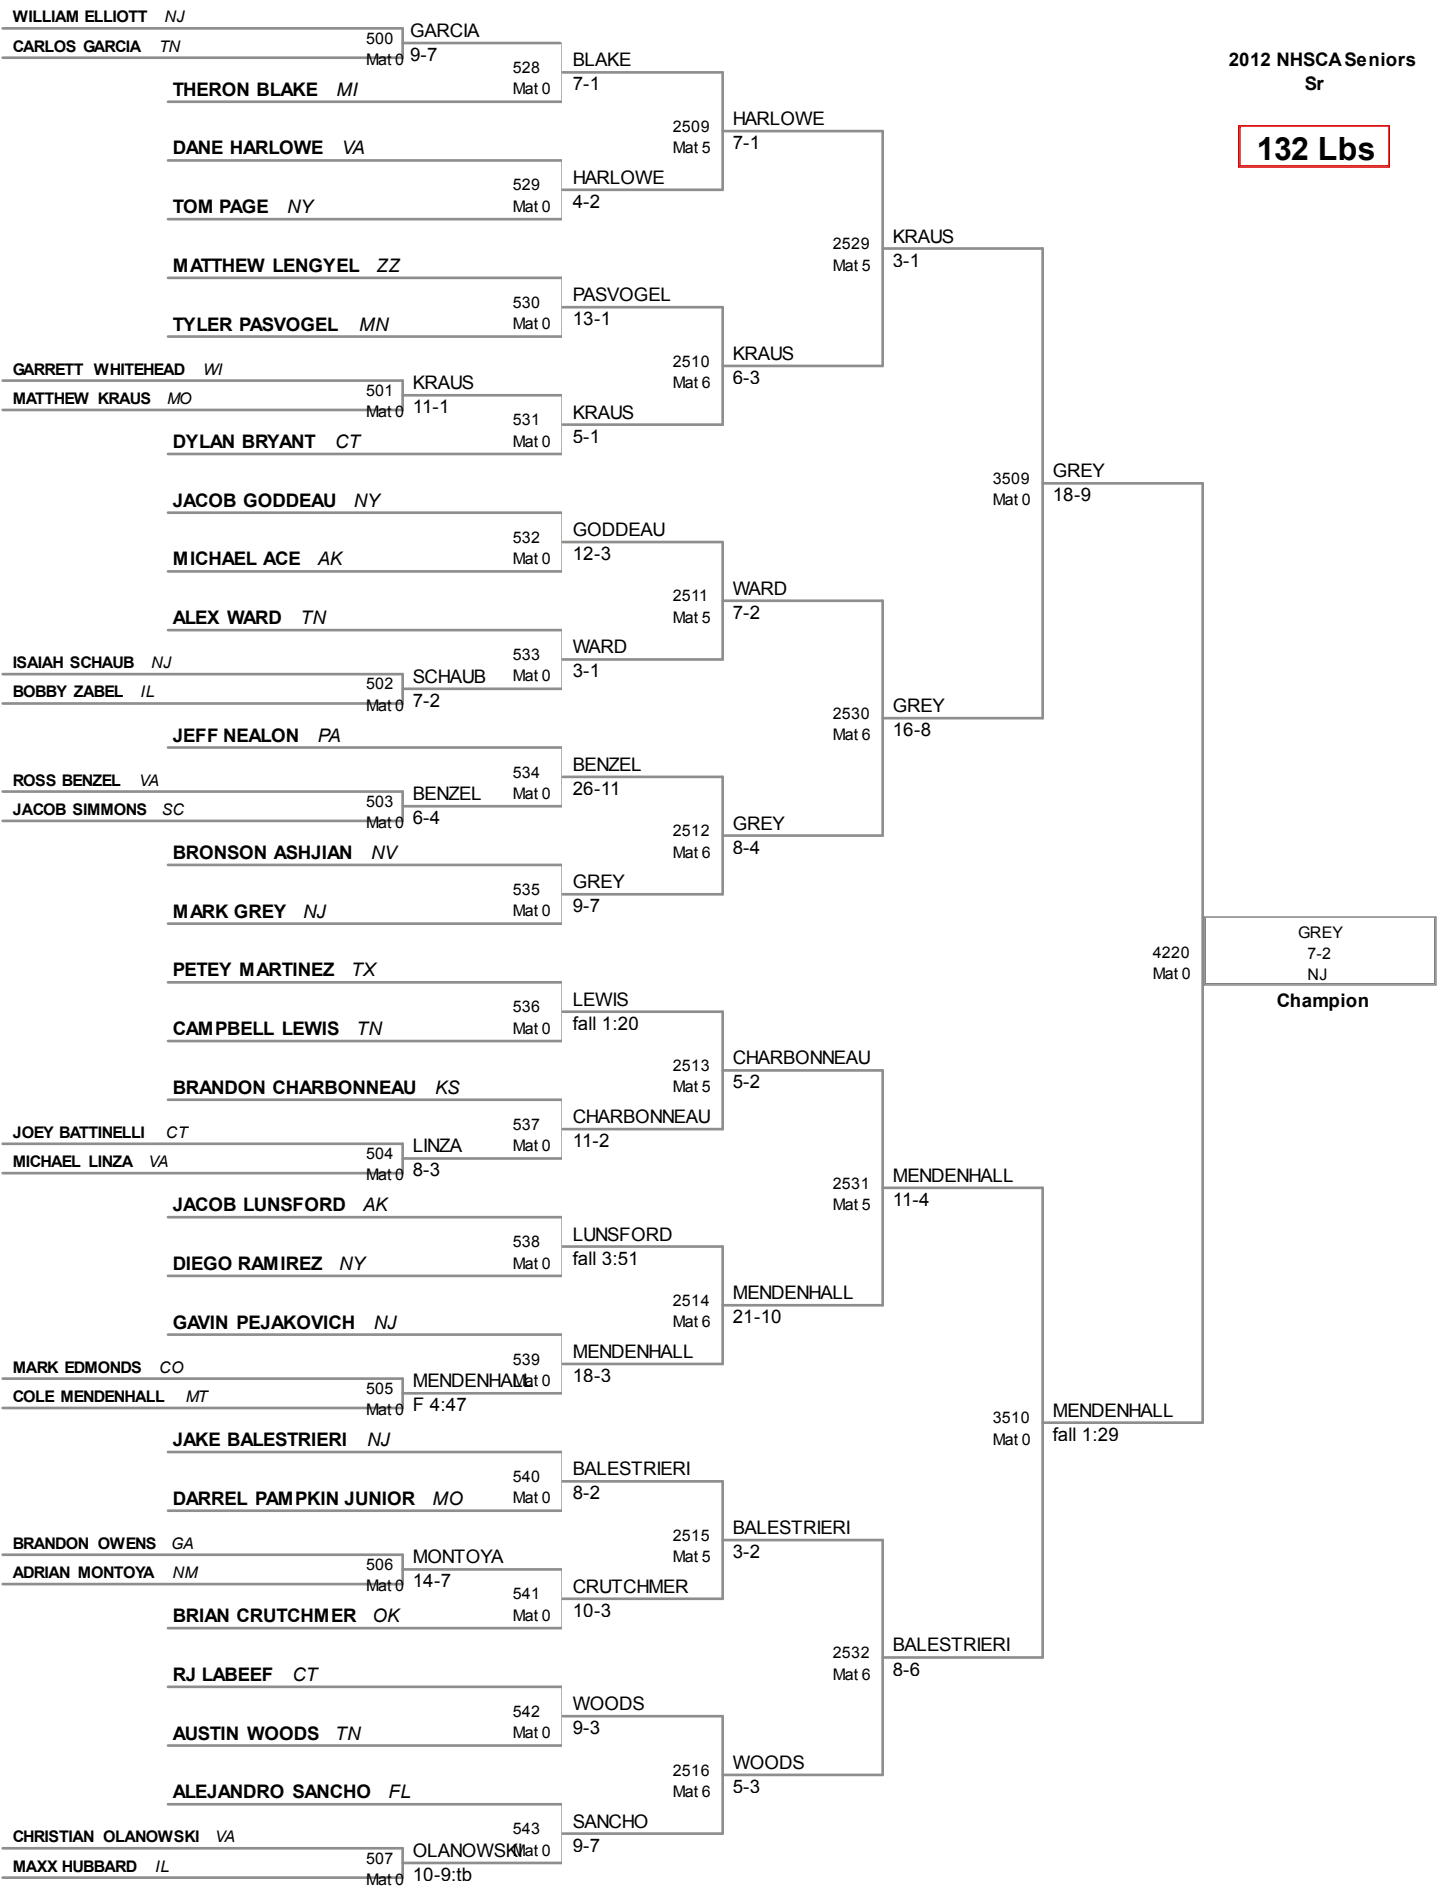 WILLIAM ELLIOTT NJ
CARLOS GARCIA TN
500
Mat 0
GARCIA
9-7
THERON BLAKE MI
528
Mat 0
BLAKE
7-1
2012 NHSCA Seniors
Sr
132 Lbs
DANE HARLOWE VA
TOM PAGE NY
529
Mat 0
HARLOWE
4-2
2509
Mat 5
HARLOWE
7-1
MATTHEW LENGYEL ZZ
TYLER PASVOGEL MN
530
Mat 0
PASVOGEL
13-1
GARRETT WHITEHEAD WI
MATTHEW KRAUS MO
501
Mat 0
KRAUS
11-1
DYLAN BRYANT CT
531
Mat 0
KRAUS
5-1
2510
Mat 6
KRAUS
6-3
2529
Mat 5
KRAUS
3-1
JACOB GODDEAU NY
MICHAEL ACE AK
532
Mat 0
GODDEAU
12-3
ALEX WARD TN
ISAIAH SCHAUB NJ
BOBBY ZABEL IL
502
Mat 0
SCHAUB
7-2
533
Mat 0
WARD
3-1
2511
Mat 5
WARD
7-2
JEFF NEALON PA
ROSS BENZEL VA
JACOB SIMMONS SC
503
Mat 0
BENZEL
6-4
534
Mat 0
BENZEL
26-11
BRONSON ASHJIAN NV
MARK GREY NJ
535
Mat 0
GREY
9-7
2512
Mat 6
GREY
8-4
2530
Mat 6
GREY
16-8
3509
Mat 0
GREY
18-9
PETEY MARTINEZ TX
CAMPBELL LEWIS TN
536
Mat 0
LEWIS
fall 1:20
BRANDON CHARBONNEAU KS
JOEY BATTINELLI CT
MICHAEL LINZA VA
504
Mat 0
LINZA
8-3
537
Mat 0
CHARBONNEAU
11-2
2513
Mat 5
CHARBONNEAU
5-2
JACOB LUNSFORD AK
DIEGO RAMIREZ NY
538
Mat 0
LUNSFORD
fall 3:51
GAVIN PEJAKOVICH NJ
MARK EDMONDS CO
COLE MENDENHALL MT
505
Mat 0
MENDENHALL
F 4:47
539
Mat 0
MENDENHALL
18-3
2514
Mat 6
MENDENHALL
21-10
2531
Mat 5
MENDENHALL
11-4
JAKE BALESTRIERI NJ
DARREL PAMPKIN JUNIOR MO
540
Mat 0
BALESTRIERI
8-2
BRANDON OWENS GA
ADRIAN MONTOYA NM
506
Mat 0
MONTOYA
14-7
BRIAN CRUTCHMER OK
541
Mat 0
CRUTCHMER
10-3
2515
Mat 5
BALESTRIERI
3-2
RJ LABEEF CT
AUSTIN WOODS TN
542
Mat 0
WOODS
9-3
ALEJANDRO SANCHO FL
CHRISTIAN OLANOWSKI VA
MAXX HUBBARD IL
507
Mat 0
OLANOWSKI
10-9:tb
543
Mat 0
SANCHO
9-7
2516
Mat 6
WOODS
5-3
2532
Mat 6
BALESTRIERI
8-6
3510
Mat 0
MENDENHALL
fall 1:29
4220
Mat 0
GREY
7-2
NJ
Champion